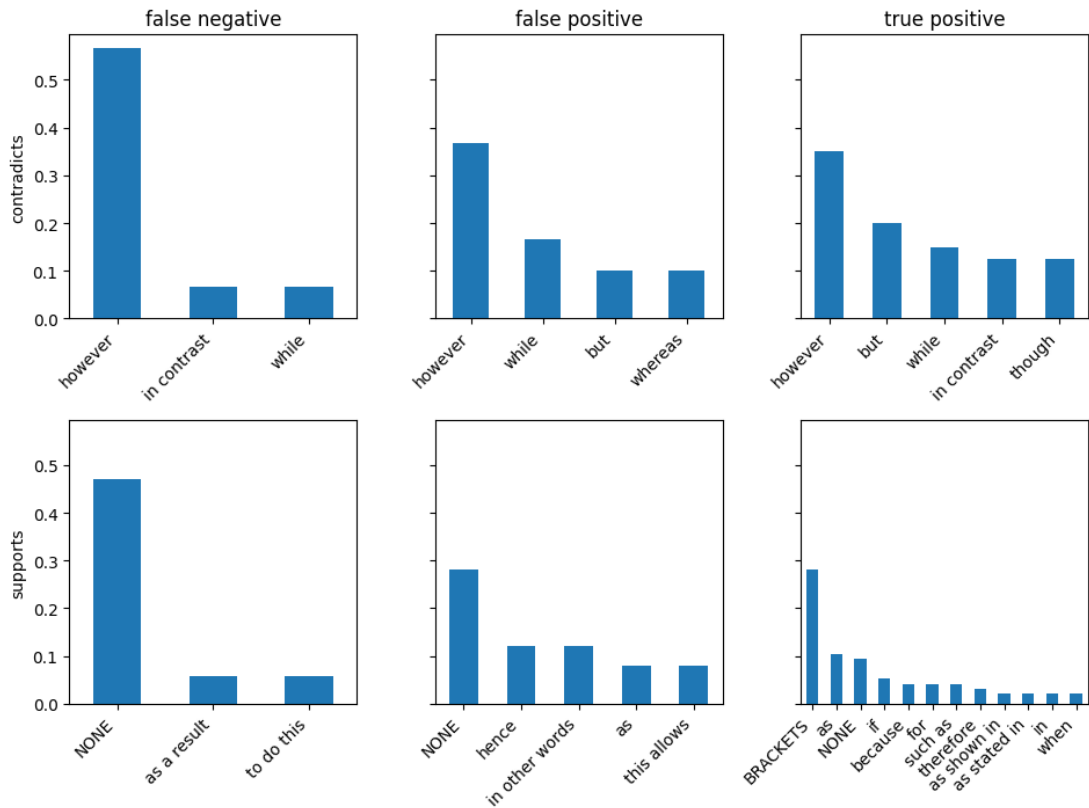 false negative
false positive
true positive
contradicts
0.5
0.4
0.3
0.2
0.1
0.0
however
in contrast
while
however
while
but
whereas
however
but
while
in contrast
though
supports
0.5
0.4
0.3
0.2
0.1
0.0
NONE
as a result
to do this
NONE
hence
in other words
as
this allows
BRACKETS
as
NONE
if
because
for
such as
therefore
as shown in
as stated in
in
when